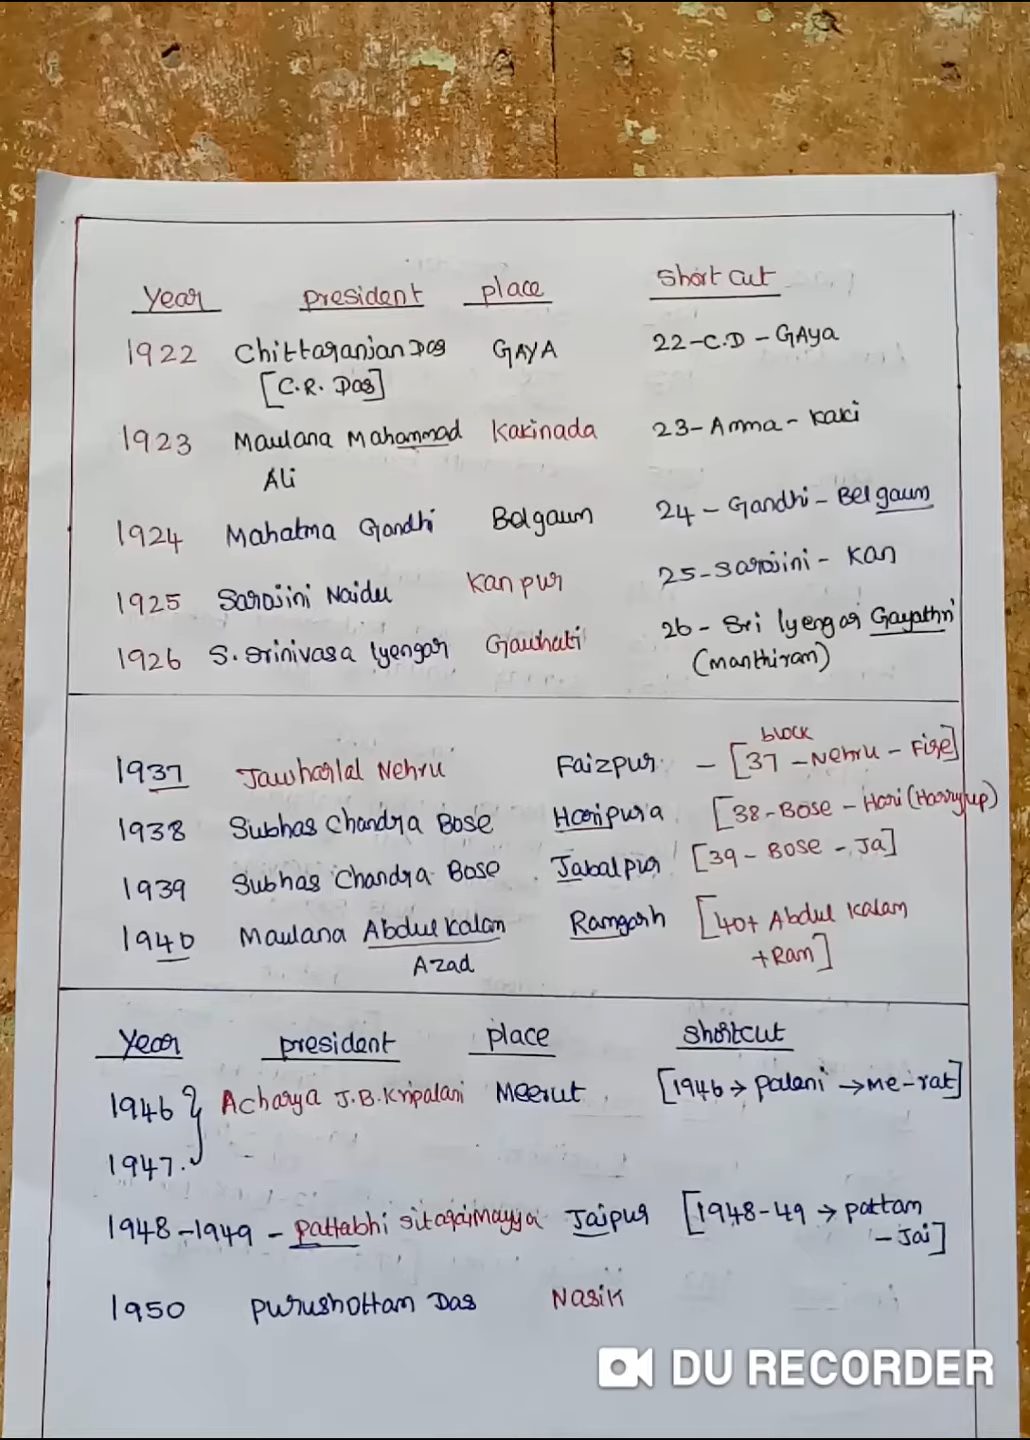 Year president place Short cut
1922 Chittaranjan Das GAYA 22-C.D - GAya
[C.R. Das]
1923 Maulana Mahammad Kakinada 23- Amma - kaki
Ali
1924 Mahatma Gandhi Belgaum 24 - Gandhi - Belgaum
1925 Sarojini Naidu Kanpur 25-Sarojini - Kan
1926 S. Srinivasa Iyengar Gauhati 26 - Sri Iyengar Gayathri
(manthiram)
block
1937 Jawharlal Nehru Faizpur - [37 -Nehru - Fire]
1938 Subhas Chandra Bose Haripura [38-Bose - Hari (Harryup)
1939 Subhas Chandra Bose Jabalpur [39 - Bose - Ja]
1940 Maulana Abdul kalam Ramgarh [40+ Abdul kalam
Azad +Ram]
Year president place Shortcut
1946 } Acharya J.B.Kripalani Meerut [1946 → palani → me-rat]
1947.
1948-1949 - pattabhi sitaraimayya Jaipur [1948-49 → pattam
- Jai]
1950 purushottam Das Nasik
DU RECORDER